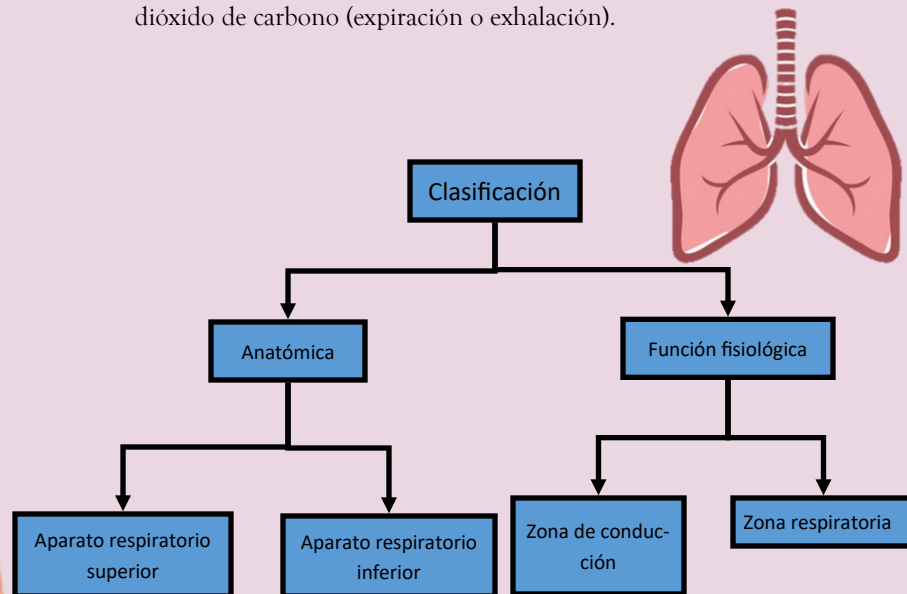 dióxido de carbono (expiración o exhalación).
Clasificación
Anatómica
Función fisiológica
Aparato respiratorio
superior
Aparato respiratorio
inferior
Zona de conduc-
ción
Zona respiratoria